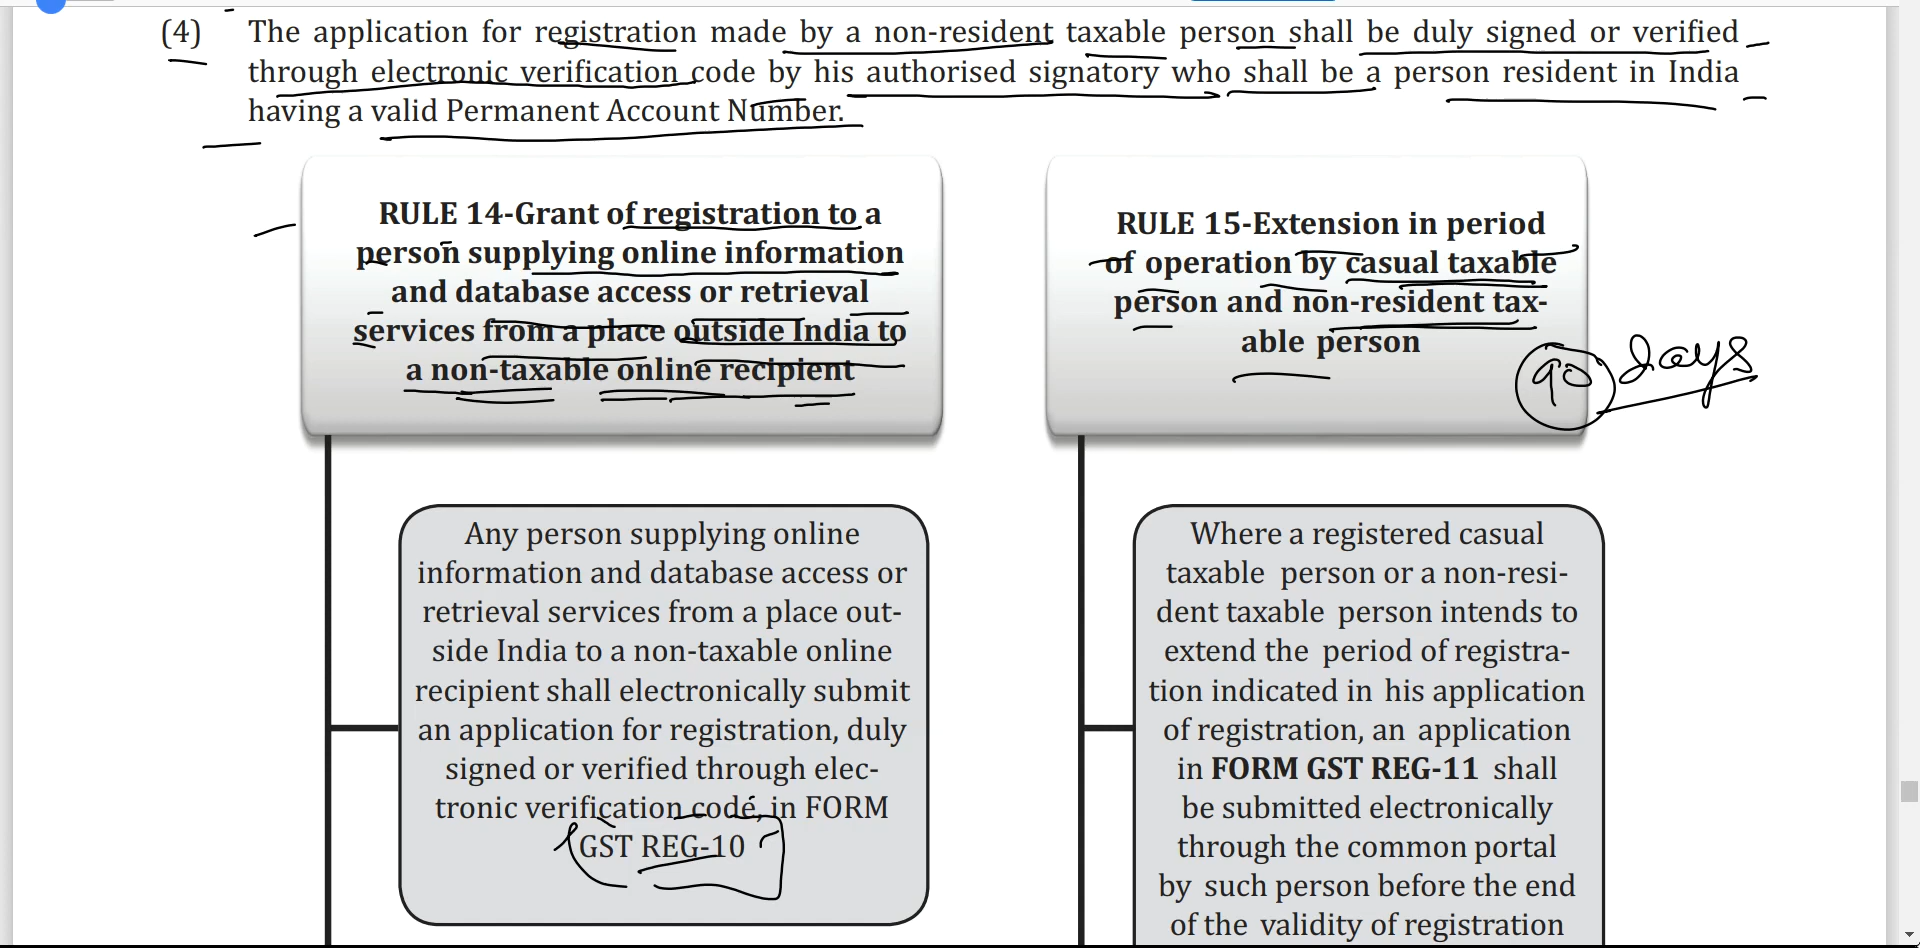 (4) The application for registration made by a non-resident taxable person shall be duly signed or verified
through electronic verification code by his authorised signatory who shall be a person resident in India
having a valid Permanent Account Number.
RULE 14-Grant of registration to a
person supplying online information
and database access or retrieval
services from a place outside India to
a non-taxable online recipient
RULE 15-Extension in period
of operation by casual taxable
person and non-resident tax-
able person
90 days
Any person supplying online
information and database access or
retrieval services from a place out-
side India to a non-taxable online
recipient shall electronically submit
an application for registration, duly
signed or verified through elec-
tronic verification code, in FORM
GST REG-10
Where a registered casual
taxable person or a non-resi-
dent taxable person intends to
extend the period of registra-
tion indicated in his application
of registration, an application
in FORM GST REG-11 shall
be submitted electronically
through the common portal
by such person before the end
of the validity of registration